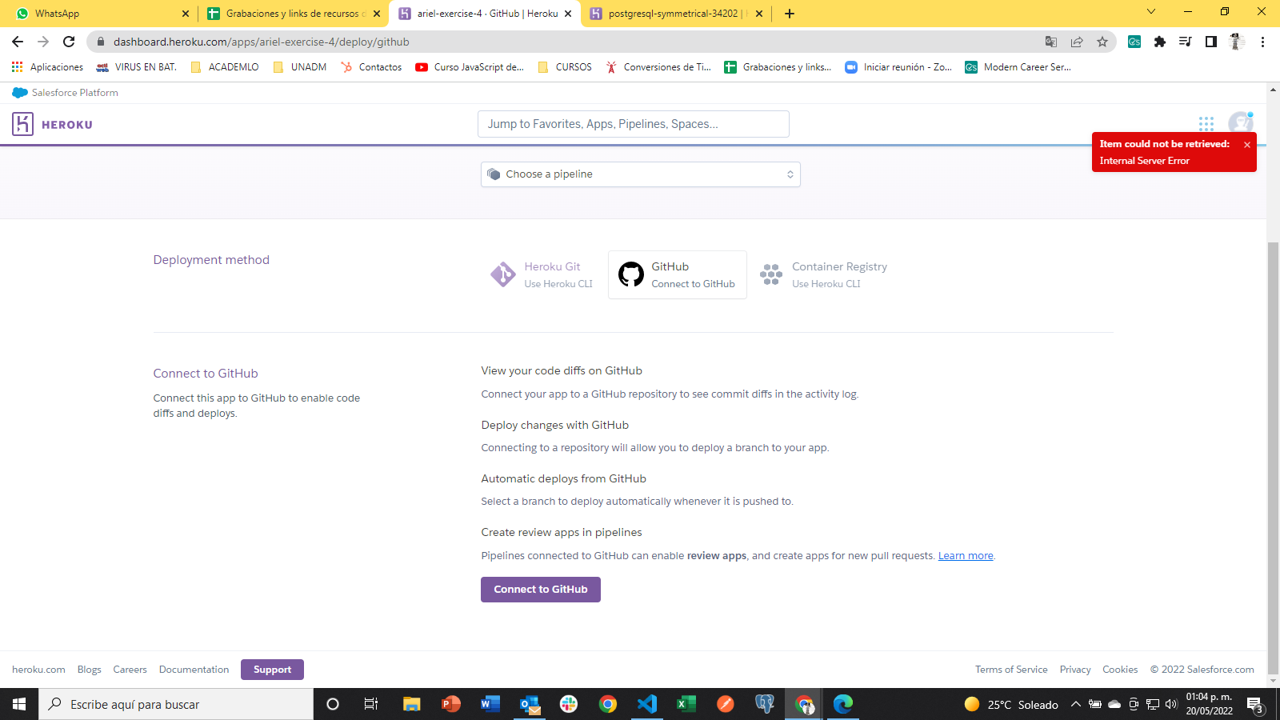 WhatsApp
Grabaciones y links de recursos c
ariel-exercise-4 · GitHub | Heroku
postgresql-symmetrical-34202 |
dashboard.heroku.com/apps/ariel-exercise-4/deploy/github
Aplicaciones
VIRUS EN BAT.
ACADEMLO
UNADM
Contactos
Curso JavaScript de...
CURSOS
Conversiones de Ti...
Grabaciones y links...
Iniciar reunión - Zo...
Modern Career Ser...
Salesforce Platform
HEROKU
Jump to Favorites, Apps, Pipelines, Spaces...
Item could not be retrieved:
Internal Server Error
Choose a pipeline
Deployment method
Heroku Git
Use Heroku CLI
GitHub
Connect to GitHub
Container Registry
Use Heroku CLI
Connect to GitHub
Connect this app to GitHub to enable code
diffs and deploys.
View your code diffs on GitHub
Connect your app to a GitHub repository to see commit diffs in the activity log.
Deploy changes with GitHub
Connecting to a repository will allow you to deploy a branch to your app.
Automatic deploys from GitHub
Select a branch to deploy automatically whenever it is pushed to.
Create review apps in pipelines
Pipelines connected to GitHub can enable review apps, and create apps for new pull requests. Learn more.
Connect to GitHub
heroku.com
Blogs
Careers
Documentation
Support
Terms of Service
Privacy
Cookies
© 2022 Salesforce.com
Escribe aquí para buscar
25°C Soleado
01:04 p. m.
20/05/2022
3